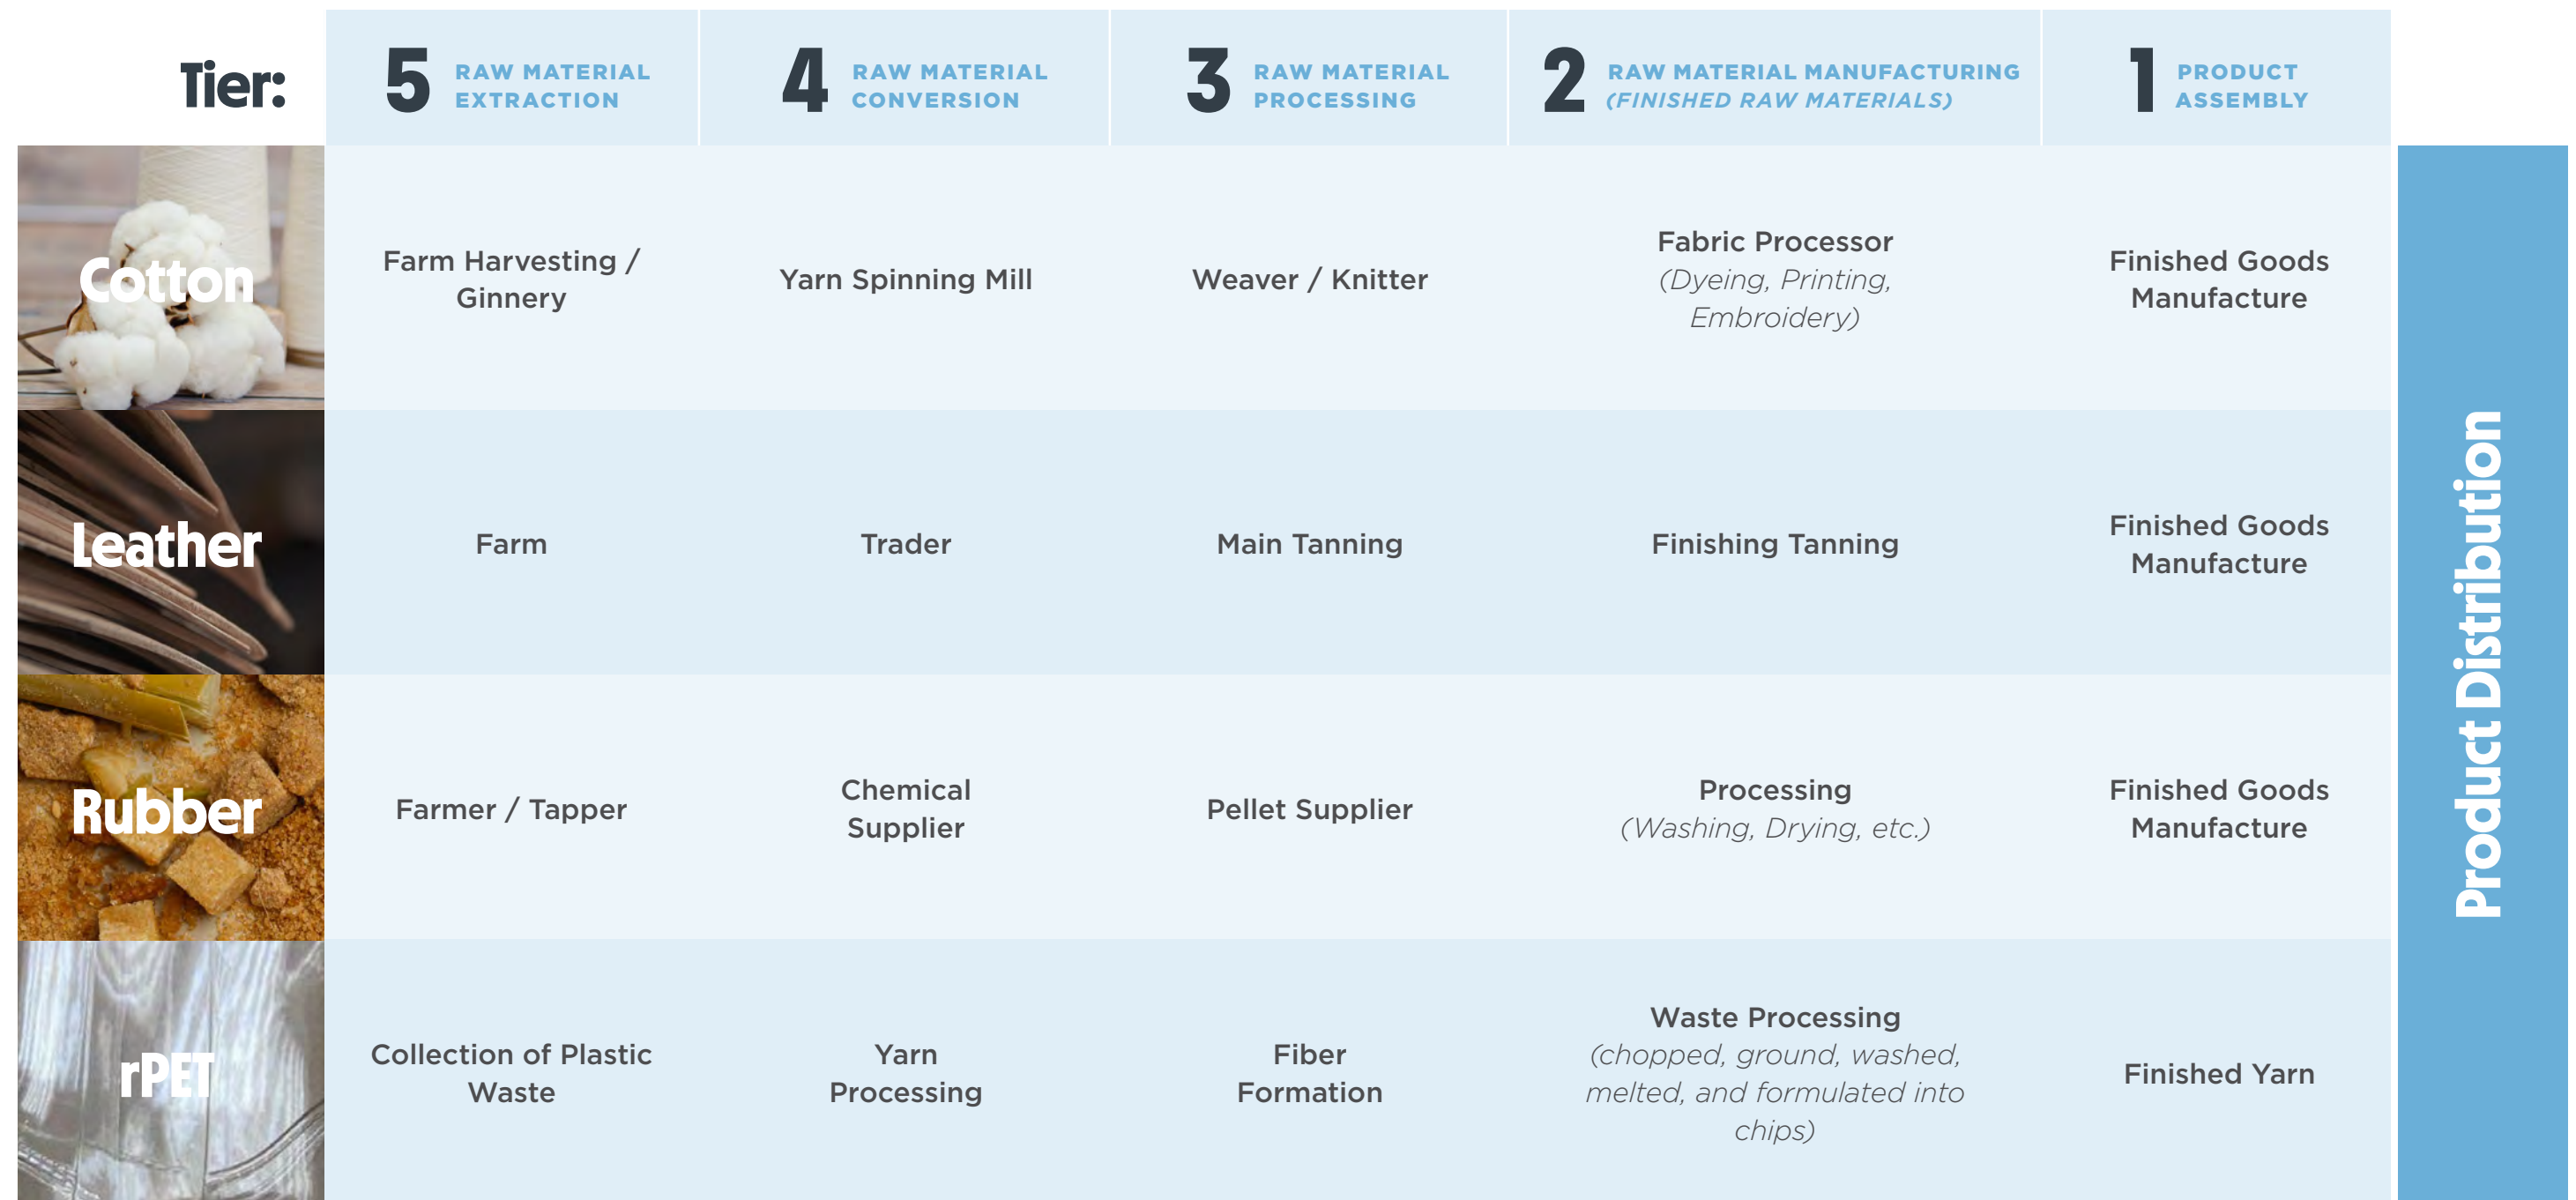 Tier:
5 RAW MATERIAL
EXTRACTION
4 RAW MATERIAL
CONVERSION
3 RAW MATERIAL
PROCESSING
2 RAW MATERIAL MANUFACTURING
(FINISHED RAW MATERIALS)
1 PRODUCT
ASSEMBLY
Cotton
Farm Harvesting /
Ginnery
Yarn Spinning Mill
Weaver / Knitter
Fabric Processor
(Dyeing, Printing,
Embroidery)
Finished Goods
Manufacture
Leather
Farm
Trader
Main Tanning
Finishing Tanning
Finished Goods
Manufacture
Rubber
Farmer / Tapper
Chemical
Supplier
Pellet Supplier
Processing
(Washing, Drying, etc.)
Finished Goods
Manufacture
rPET
Collection of Plastic
Waste
Yarn
Processing
Fiber
Formation
Waste Processing
(chopped, ground, washed,
melted, and formulated into
chips)
Finished Yarn
Product Distribution